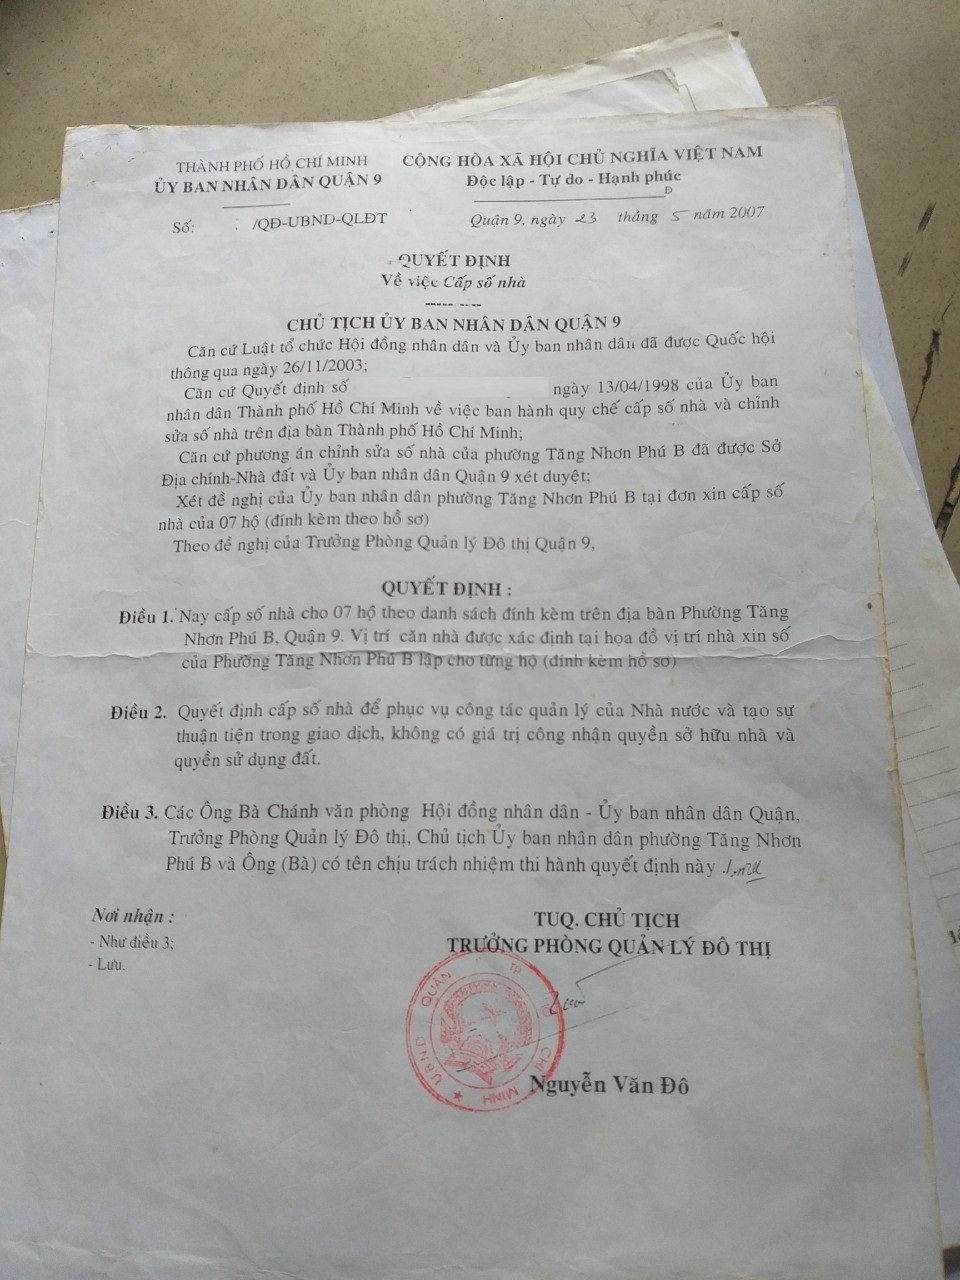 THÀNH PHỐ HỒ CHÍ MINH
ỦY BAN NHÂN DÂN QUẬN 9
CỘNG HÒA XÃ HỘI CHỦ NGHĨA VIỆT NAM
Độc lập - Tự do - Hạnh phúc
Đ
Số: /QĐ-UBND-QLĐT
Quận 9, ngày 23 tháng 5 năm 2007
QUYẾT ĐỊNH
Về việc Cấp số nhà
CHỦ TỊCH ỦY BAN NHÂN DÂN QUẬN 9
Căn cứ Luật tổ chức Hội đồng nhân dân và Ủy ban nhân dân đã được Quốc hội
thông qua ngày 26/11/2003;
Căn cứ Quyết định số ngày 13/04/1998 của Ủy ban
nhân dân Thành phố Hồ Chí Minh về việc ban hành quy chế cấp số nhà và chỉnh
sửa số nhà trên địa bàn Thành phố Hồ Chí Minh;
Căn cứ phương án chỉnh sửa số nhà của phường Tăng Nhơn Phú B đã được Sở
Địa chính-Nhà đất và Ủy ban nhân dân Quận 9 xét duyệt;
Xét đề nghị của Ủy ban nhân dân phường Tăng Nhơn Phú B tại đơn xin cấp số
nhà của 07 hộ (đính kèm theo hồ sơ)
Theo đề nghị của Trưởng Phòng Quản lý Đô thị Quận 9,
QUYẾT ĐỊNH :
Điều 1. Nay cấp số nhà cho 07 hộ theo danh sách đính kèm trên địa bàn Phường Tăng
Nhơn Phú B, Quận 9. Vị trí căn nhà được xác định tại họa đồ vị trí nhà xin số
của Phường Tăng Nhơn Phú B lập cho từng hộ (đính kèm hồ sơ)
Điều 2. Quyết định cấp số nhà để phục vụ công tác quản lý của Nhà nước và tạo sự
thuận tiện trong giao dịch, không có giá trị công nhận quyền sở hữu nhà và
quyền sử dụng đất.
Điều 3. Các Ông Bà Chánh văn phòng Hội đồng nhân dân - Ủy ban nhân dân Quận,
Trưởng Phòng Quản lý Đô thị, Chủ tịch Ủy ban nhân dân phường Tăng Nhơn
Phú B và Ông (Bà) có tên chịu trách nhiệm thi hành quyết định này
Nơi nhận :
- Như điều 3;
- Lưu.
TUQ. CHỦ TỊCH
TRƯỞNG PHÒNG QUẢN LÝ ĐÔ THỊ
UBND QUẬN TP HỒ CHÍ MINH
Nguyễn Văn Đô